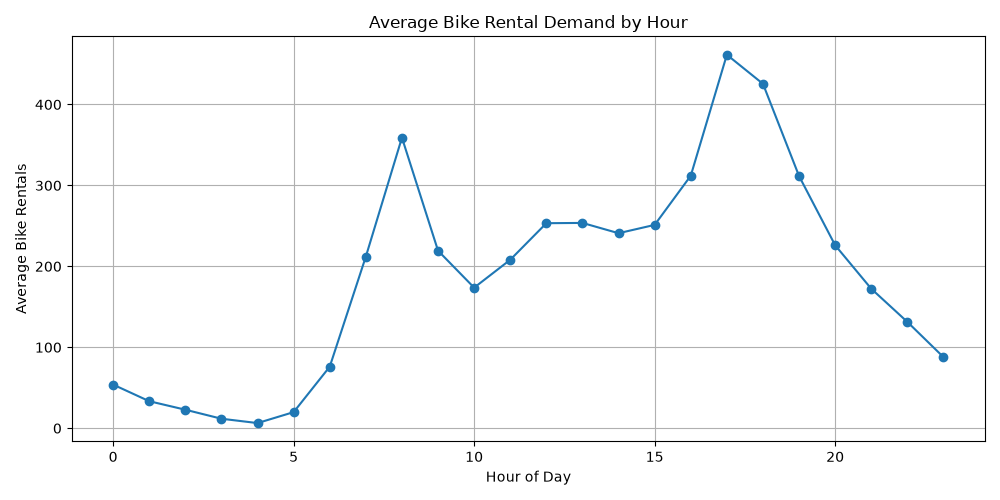 Average Bike Rental Demand by Hour
Average Bike Rentals
400
300
200
100
0
0 5 10 15 20
Hour of Day